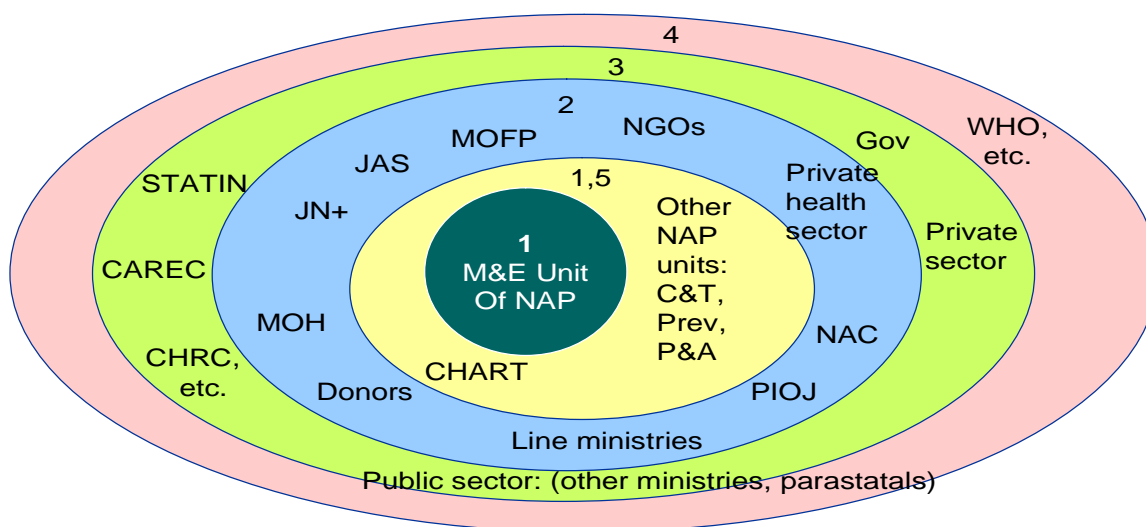 4
3
2
NGOs
MOFP
WHO,
etc.
Gov
JAS
Private
health
sector
1,5
STATIN
JN+
Other
NAP
units:
C&T,
Prev,
P&A
Private
sector
1
M&E Unit
Of NAP
CAREC
MOH
NAC
CHRC,
etc.
CHART
Donors
PIOJ
Line ministries
Public sector: (other ministries, parastatals)